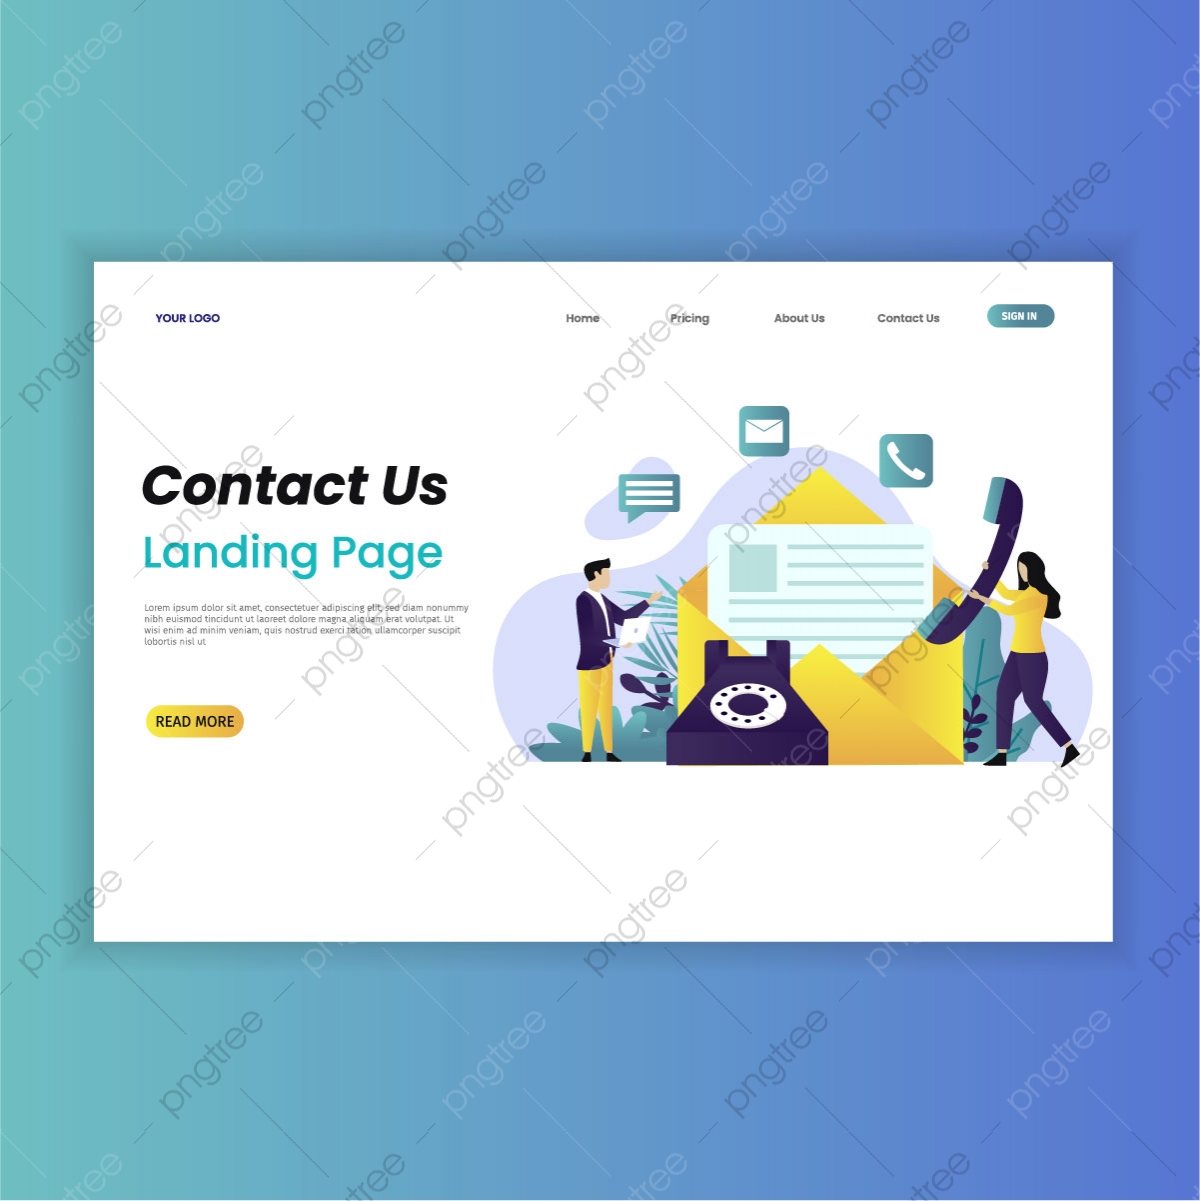 YOUR LOGO
Home
Pricing
About Us
Contact Us
SIGN IN
Contact Us
Landing Page
Lorem ipsum dolor sit amet, consectetuer adipiscing elit, sed diam nonummy
nibh euismod tincidunt ut laoreet dolore magna aliquam erat volutpat. Ut
wisi enim ad minim veniam, quis nostrud exerci tation ullamcorper suscipit
lobortis nisl ut
READ MORE
pngtree